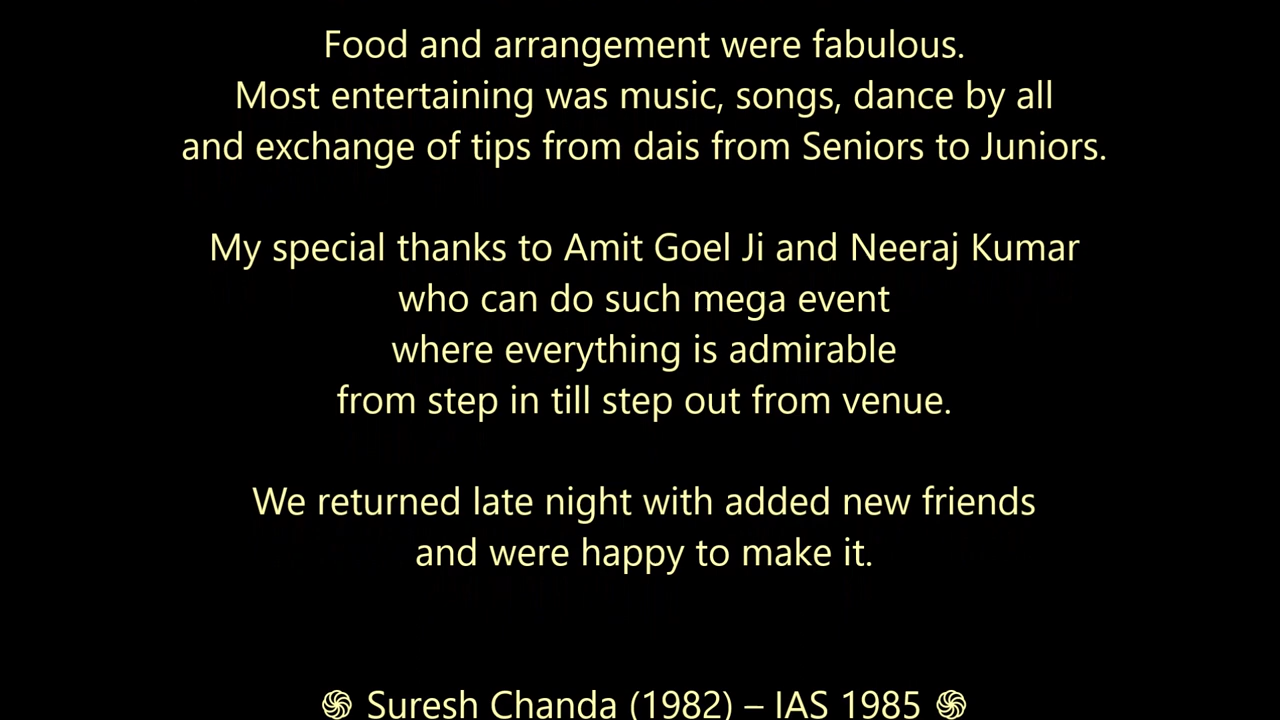 Food and arrangement were fabulous.
Most entertaining was music, songs, dance by all
and exchange of tips from dais from Seniors to Juniors.
My special thanks to Amit Goel Ji and Neeraj Kumar
who can do such mega event
where everything is admirable
from step in till step out from venue.
We returned late night with added new friends
and were happy to make it.
֍ Suresh Chanda (1982) – IAS 1985 ֍